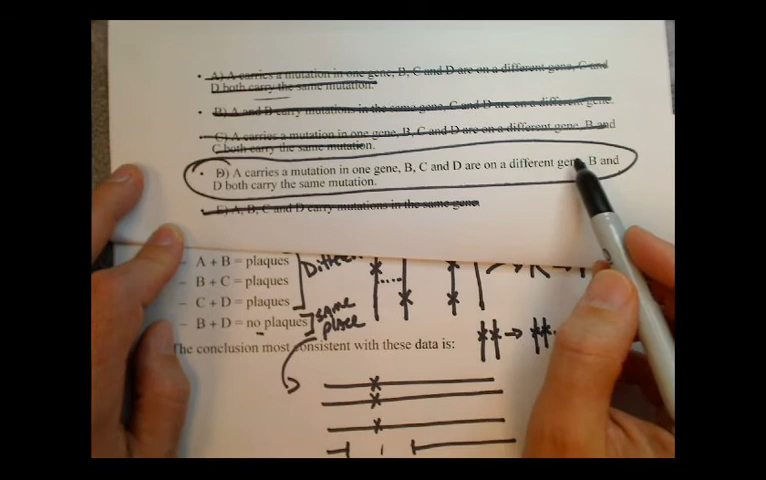 • A) A carries a mutation in one gene, B, C and D are on a different gene, C and
D both carry the same mutation.
• B) A and B carry mutations in the same gene, C and D are on a different gene.
• C) A carries a mutation in one gene, B, C and D are on a different gene, B and
C both carry the same mutation.
• D) A carries a mutation in one gene, B, C and D are on a different gene, B and
D both carry the same mutation.
• E) A, B, C and D carry mutations in the same gene
– A + B = plaques
– B + C = plaques
– C + D = plaques
– B + D = no plaques
same
place
The conclusion most consistent with these data is: